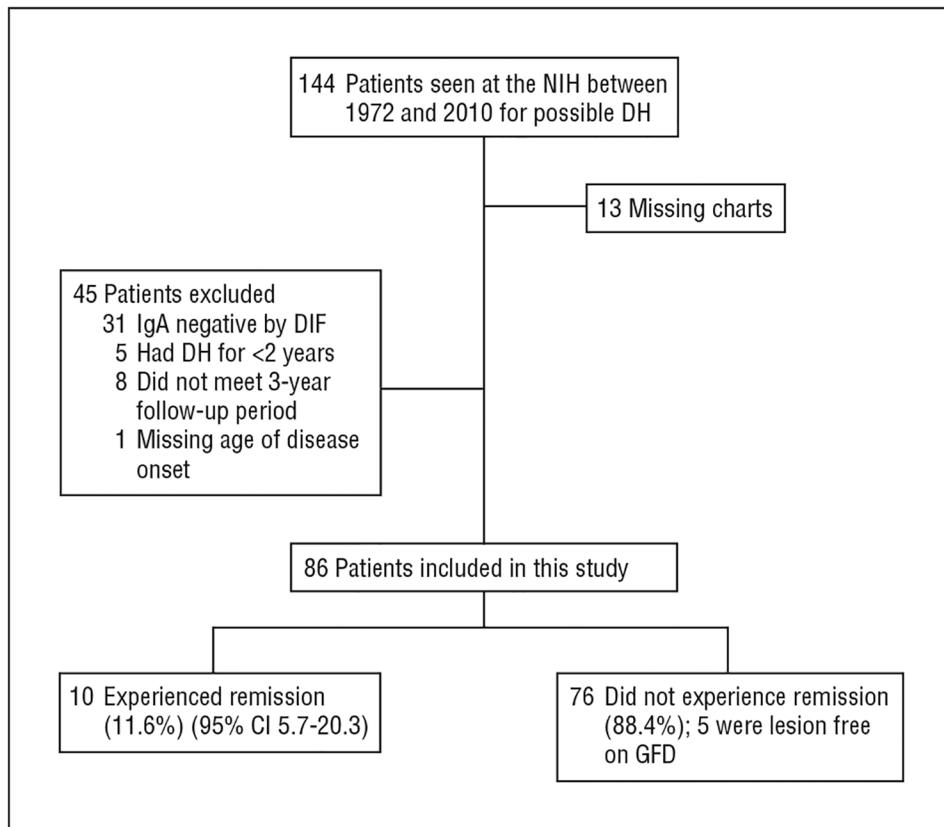 144 Patients seen at the NIH between
1972 and 2010 for possible DH
13 Missing charts
45 Patients excluded
31 IgA negative by DIF
5 Had DH for <2 years
8 Did not meet 3-year
follow-up period
1 Missing age of disease
onset
86 Patients included in this study
10 Experienced remission
(11.6%) (95% CI 5.7-20.3)
76 Did not experience remission
(88.4%); 5 were lesion free
on GFD